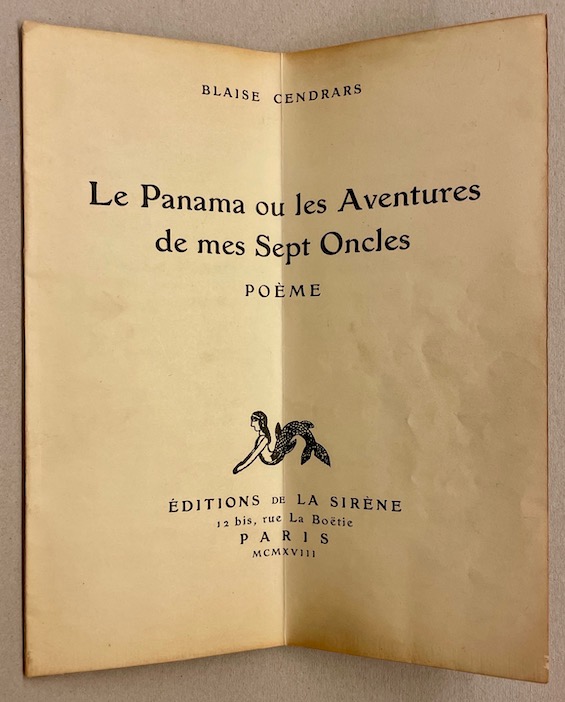 BLAISE CENDRARS
Le Panama ou les Aventures
de mes Sept Oncles
POÈME
ÉDITIONS DE LA SIRÈNE
12 bis, rue La Boëtie
PARIS
MCMXVIII